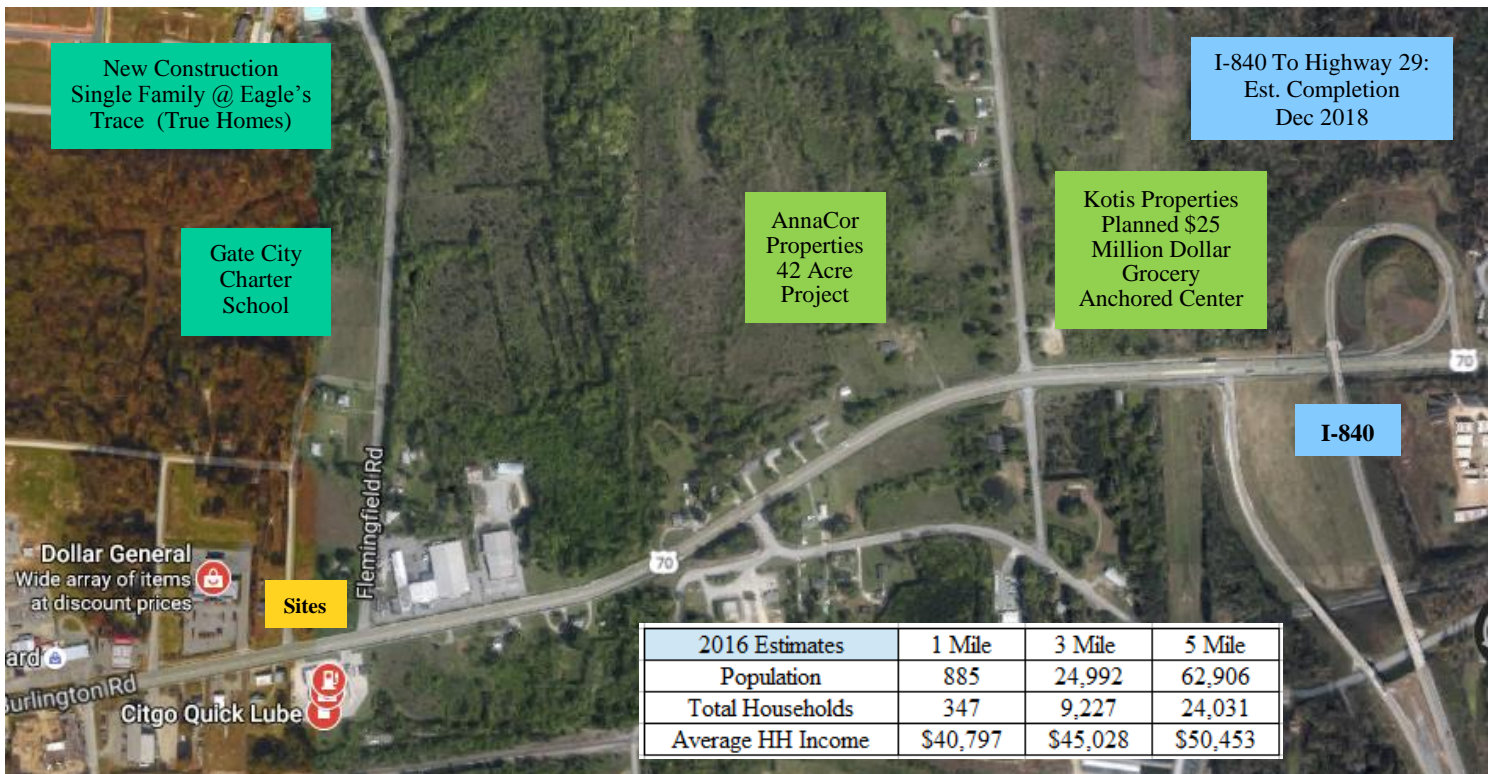 New Construction
Single Family @ Eagle's
Trace (True Homes)
I-840 To Highway 29:
Est. Completion
Dec 2018
Gate City
Charter
School
AnnaCor
Properties
42 Acre
Project
Kotis Properties
Planned $25
Million Dollar
Grocery
Anchored Center
70
I-840
Flemingfield Rd
Dollar General
Wide array of items
at discount prices
Sites
70
ard
Burlington Rd
Citgo Quick Lube
2016 Estimates 1 Mile 3 Mile 5 Mile
Population 885 24,992 62,906
Total Households 347 9,227 24,031
Average HH Income $40,797 $45,028 $50,453